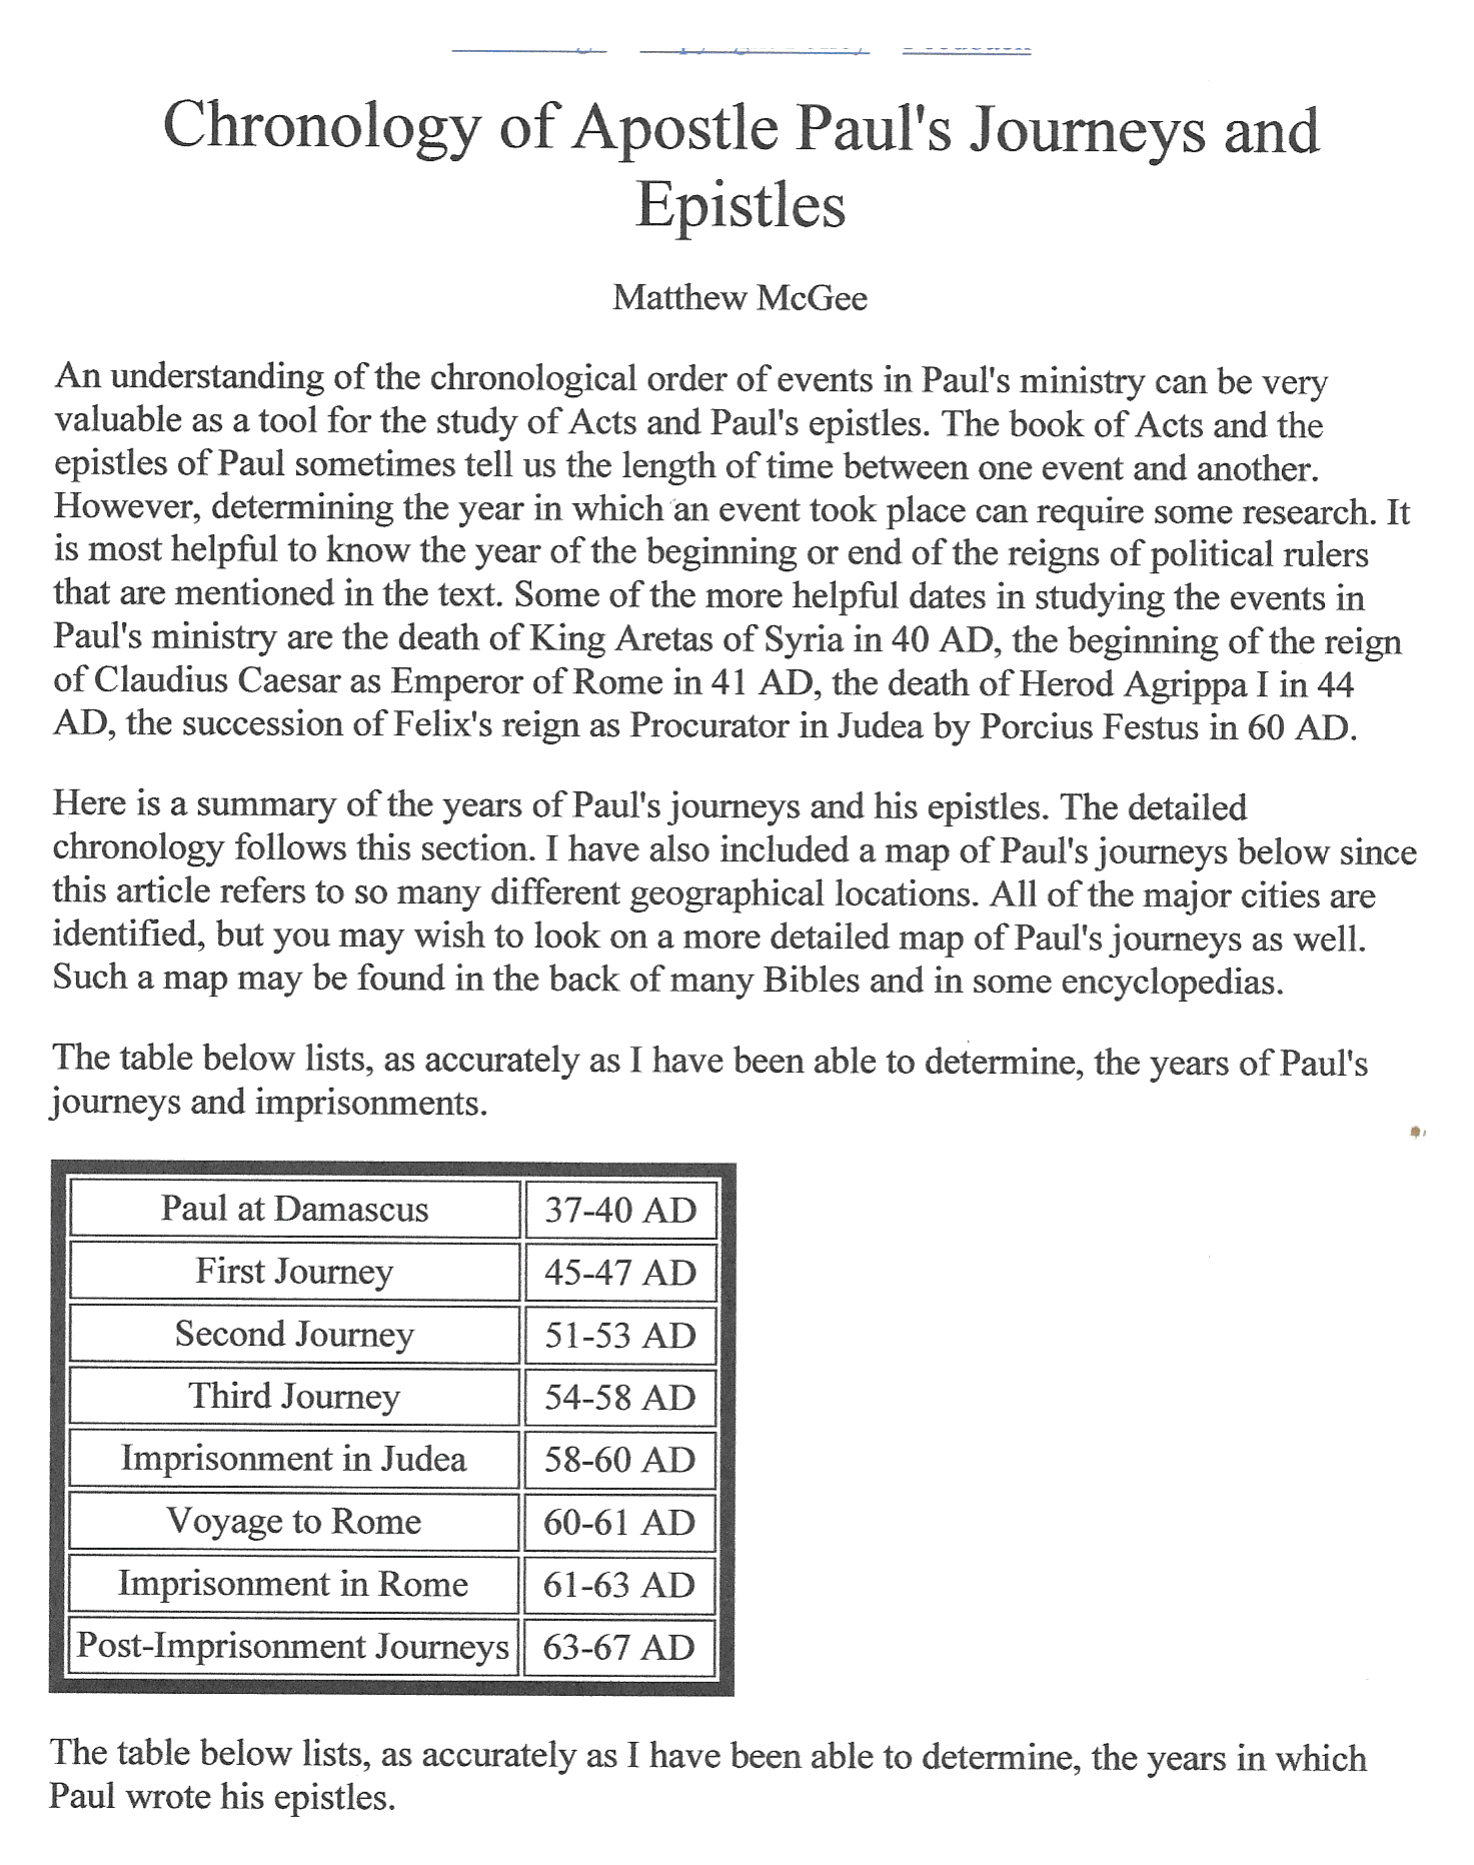 Chronology of Apostle Paul's Journeys and
Epistles
Matthew McGee
An understanding of the chronological order of events in Paul's ministry can be very
valuable as a tool for the study of Acts and Paul's epistles. The book of Acts and the
epistles of Paul sometimes tell us the length of time between one event and another.
However, determining the year in which an event took place can require some research. It
is most helpful to know the year of the beginning or end of the reigns of political rulers
that are mentioned in the text. Some of the more helpful dates in studying the events in
Paul's ministry are the death of King Aretas of Syria in 40 AD, the beginning of the reign
of Claudius Caesar as Emperor of Rome in 41 AD, the death of Herod Agrippa I in 44
AD, the succession of Felix's reign as Procurator in Judea by Porcius Festus in 60 AD.
Here is a summary of the years of Paul's journeys and his epistles. The detailed
chronology follows this section. I have also included a map of Paul's journeys below since
this article refers to so many different geographical locations. All of the major cities are
identified, but you may wish to look on a more detailed map of Paul's journeys as well.
Such a map may be found in the back of many Bibles and in some encyclopedias.
The table below lists, as accurately as I have been able to determine, the years of Paul's
journeys and imprisonments.
Paul at Damascus 37-40 AD
First Journey 45-47 AD
Second Journey 51-53 AD
Third Journey 54-58 AD
Imprisonment in Judea 58-60 AD
Voyage to Rome 60-61 AD
Imprisonment in Rome 61-63 AD
Post-Imprisonment Journeys 63-67 AD
The table below lists, as accurately as I have been able to determine, the years in which
Paul wrote his epistles.